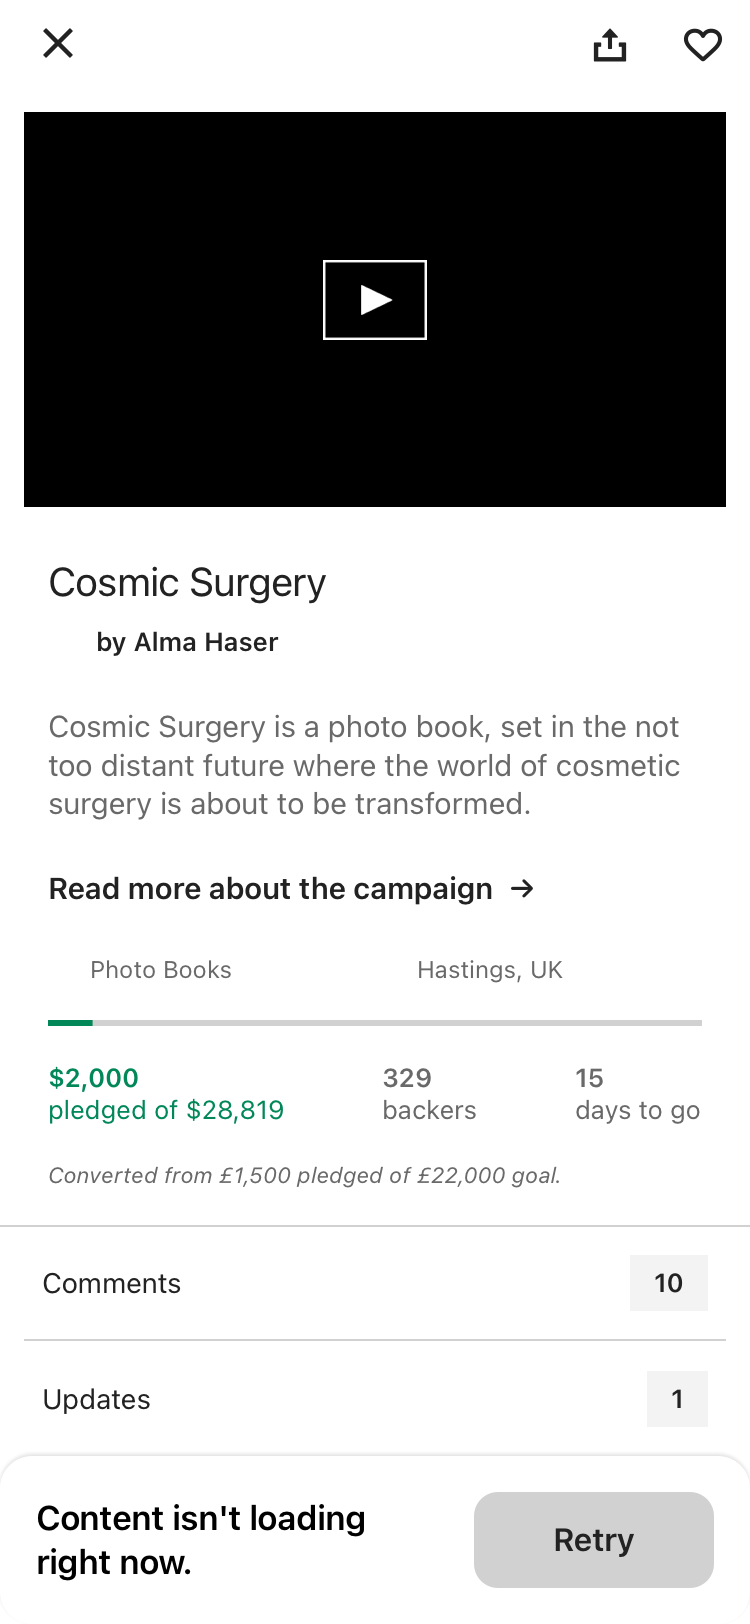 Cosmic Surgery
by Alma Haser
Cosmic Surgery is a photo book, set in the not
too distant future where the world of cosmetic
surgery is about to be transformed.
Read more about the campaign →
Photo Books
Hastings, UK
$2,000
pledged of $28,819
329
backers
15
days to go
Converted from £1,500 pledged of £22,000 goal.
Comments
10
Updates
1
Content isn't loading
right now.
Retry